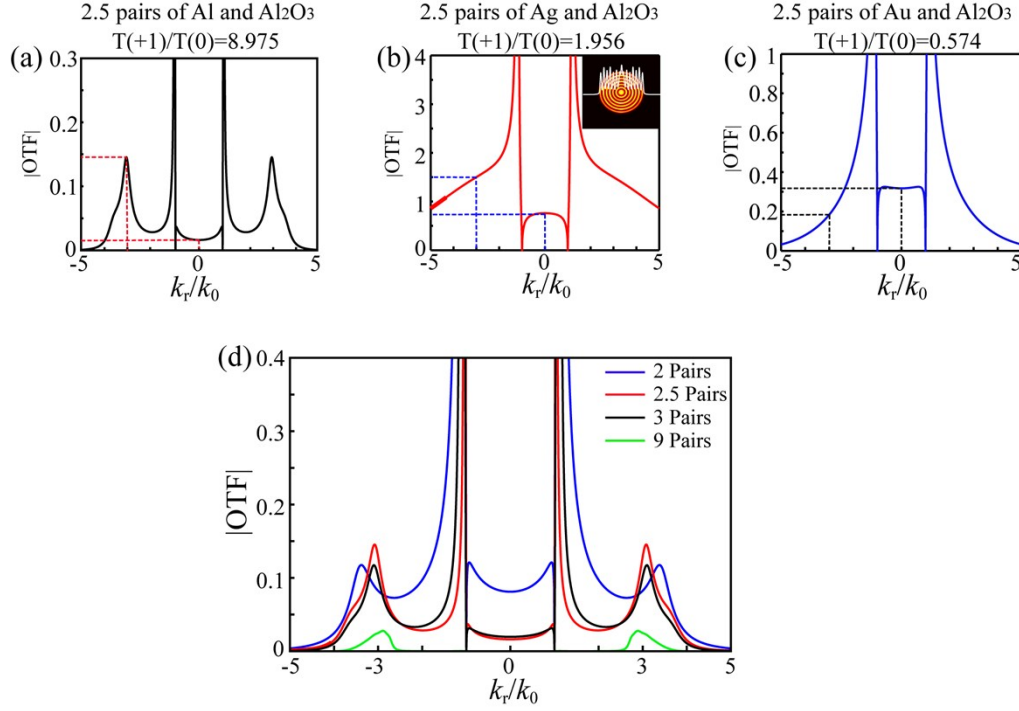 2.5 pairs of Al and Al2O3
T(+1)/T(0)=8.975
2.5 pairs of Ag and Al2O3
T(+1)/T(0)=1.956
2.5 pairs of Au and Al2O3
T(+1)/T(0)=0.574
(a)
0.3
0.2
0.1
0
|OTF|
-5
0
5
kr/k0
(b)
4
3
2
1
0
|OTF|
-5
0
5
kr/k0
(c)
1
0.8
0.6
0.4
0.2
0
|OTF|
-5
0
5
kr/k0
(d)
0.4
0.3
0.2
0.1
0
|OTF|
2 Pairs
2.5 Pairs
3 Pairs
9 Pairs
-5
-3
0
3
5
kr/k0